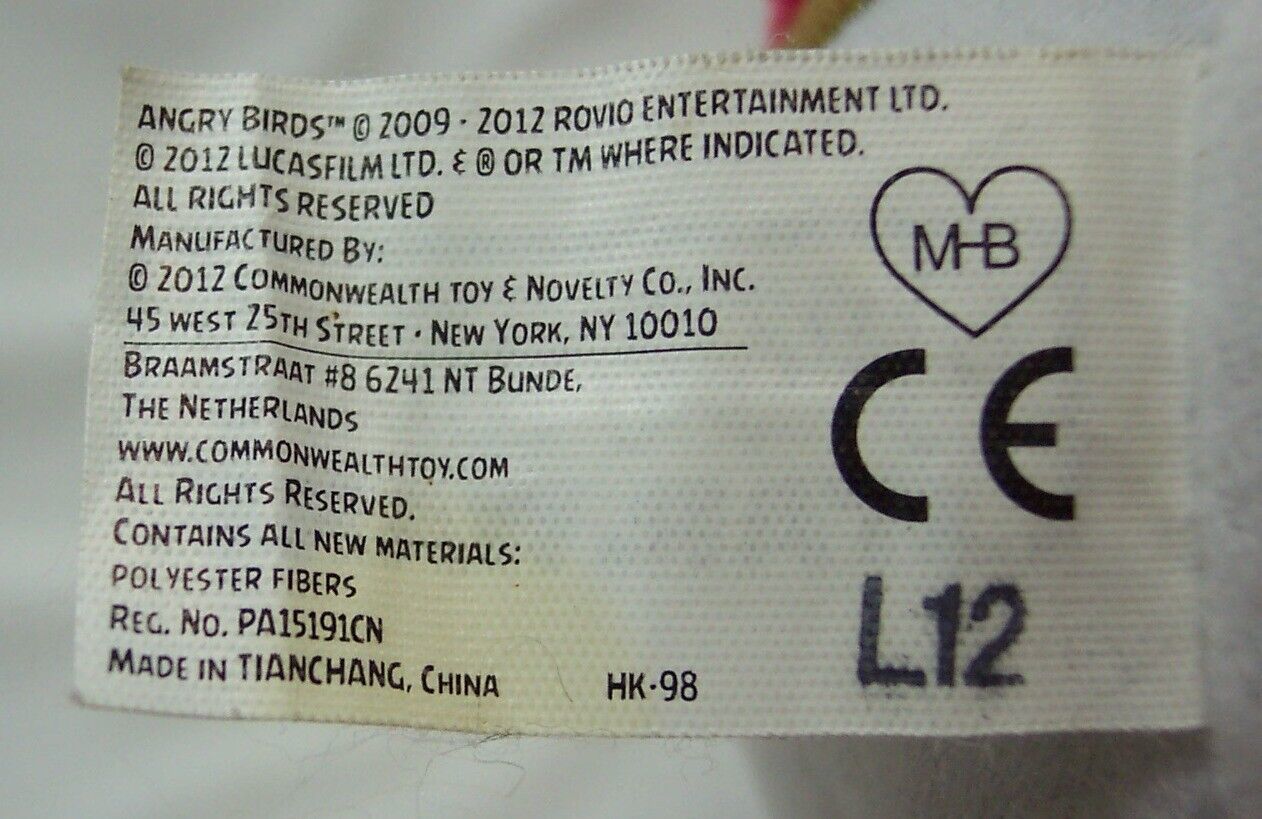 ANGRY BIRDS™ © 2009 · 2012 ROVIO ENTERTAINMENT LTD.
© 2012 LUCASFILM LTD. & ® OR TM WHERE INDICATED.
ALL RIGHTS RESERVED
MANUFACTURED BY:
© 2012 COMMONWEALTH TOY & NOVELTY CO., INC.
45 WEST 25TH STREET · NEW YORK, NY 10010
BRAAMSTRAAT #8 6241 NT BUNDE,
THE NETHERLANDS
WWW.COMMONWEALTHTOY.COM
ALL RIGHTS RESERVED.
CONTAINS ALL NEW MATERIALS:
POLYESTER FIBERS
REG. NO. PA15191CN
MADE IN TIANCHANG, CHINA
HK-98
MHB
CE
L12